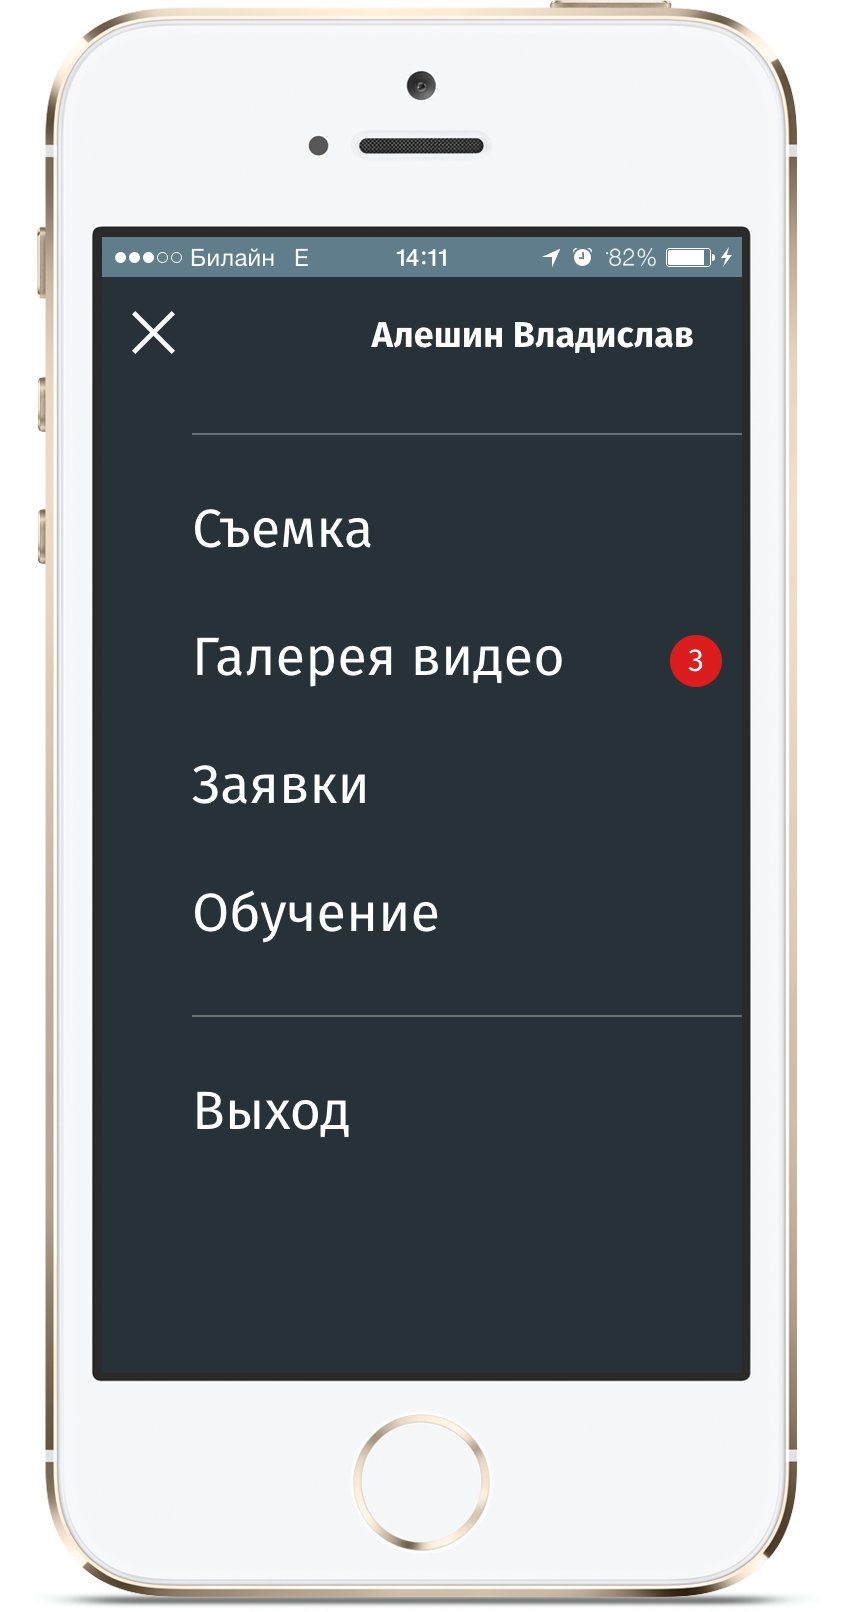 Билайн E 14:11 82%
Алешин Владислав
Съемка
Галерея видео 3
Заявки
Обучение
Выход